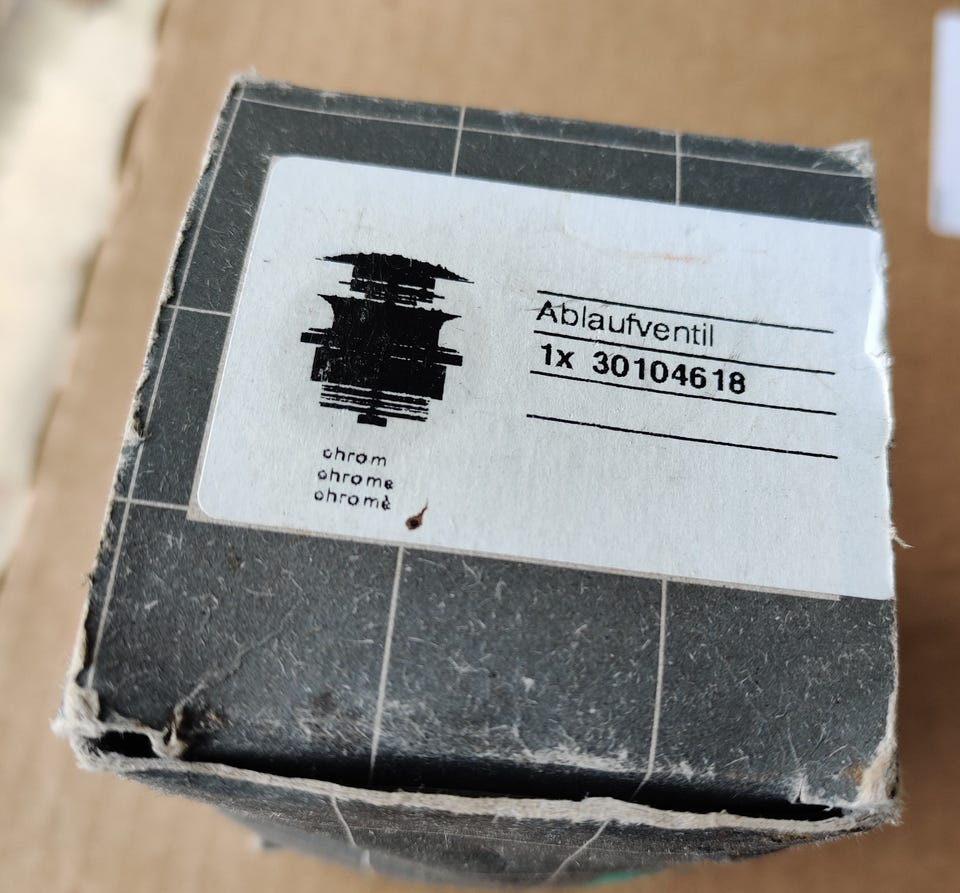 Ablaufventil
1x 30104618
chrom
chrome
chromè